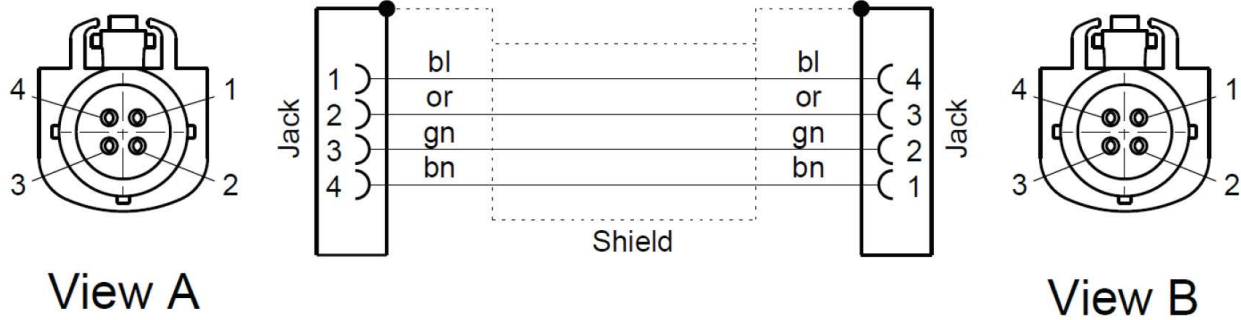 4 1
3 2
View A
Jack
1 bl bl 4
2 or or 3
3 gn gn 2
4 bn bn 1
Shield
Jack
4 1
3 2
View B